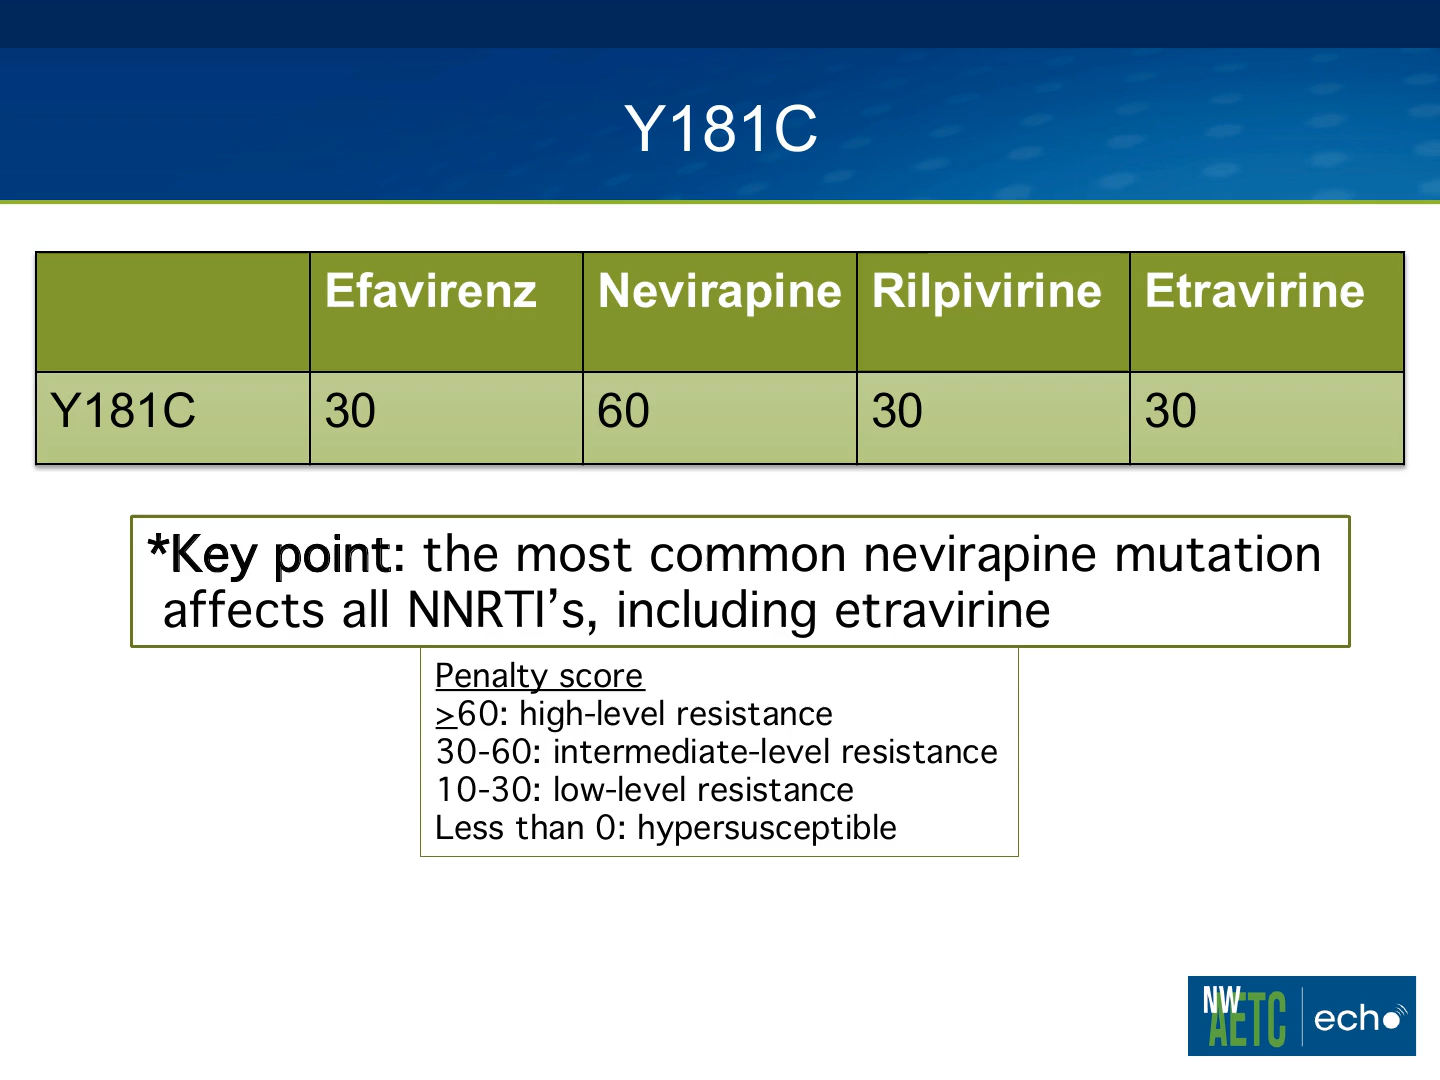 Y181C
Efavirenz Nevirapine Rilpivirine Etravirine
Y181C 30 60 30 30
*Key point: the most common nevirapine mutation
affects all NNRTI’s, including etravirine
Penalty score
>60: high-level resistance
30-60: intermediate-level resistance
10-30: low-level resistance
Less than 0: hypersusceptible
NW
AETC echo